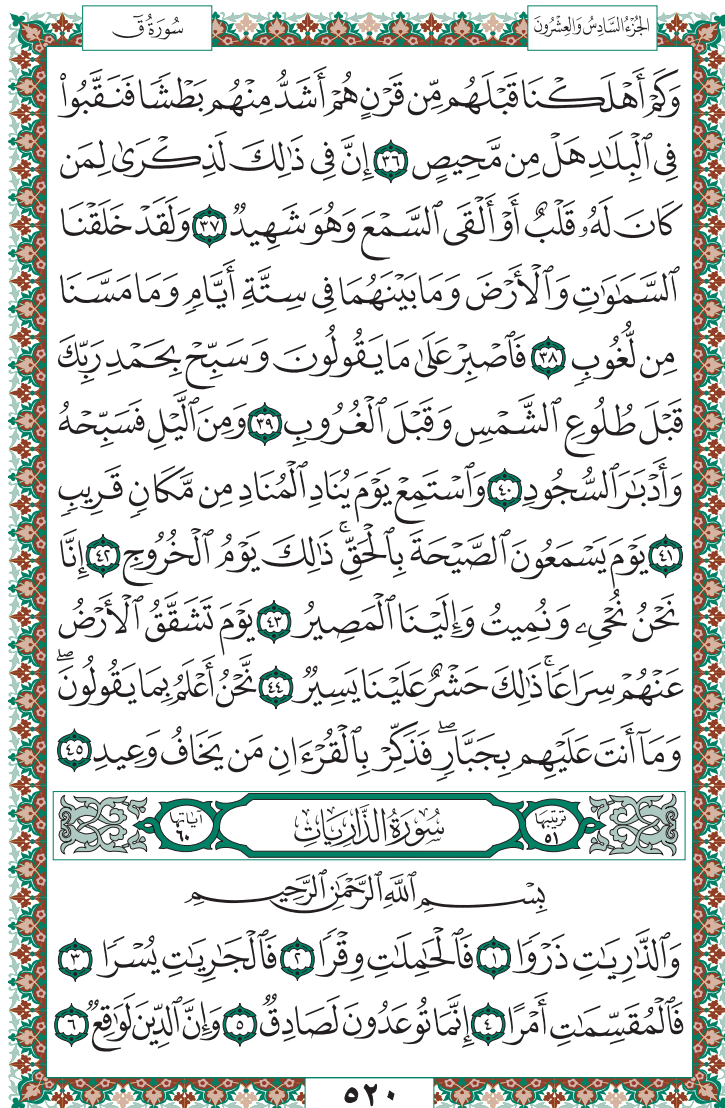 الجُزْءُ السَّادِسُ وَالعِشْرُونَ
سُورَةُ قٓ
وَكَمْ أَهْلَكْنَا قَبْلَهُم مِّن قَرْنٍ هُمْ أَشَدُّ مِنْهُم بَطْشًا فَنَقَّبُوا۟
فِى ٱلْبِلَٰدِ هَلْ مِن مَّحِيصٍ ٣٦ إِنَّ فِى ذَٰلِكَ لَذِكْرَىٰ لِمَن
كَانَ لَهُۥ قَلْبٌ أَوْ أَلْقَى ٱلسَّمْعَ وَهُوَ شَهِيدٌ ٣٧ وَلَقَدْ خَلَقْنَا
ٱلسَّمَٰوَٰتِ وَٱلْأَرْضَ وَمَا بَيْنَهُمَا فِى سِتَّةِ أَيَّامٍ وَمَا مَسَّنَا
مِن لُّغُوبٍ ٣٨ فَٱصْبِرْ عَلَىٰ مَا يَقُولُونَ وَسَبِّحْ بِحَمْدِ رَبِّكَ
قَبْلَ طُلُوعِ ٱلشَّمْسِ وَقَبْلَ ٱلْغُرُوبِ ٣٩ وَمِنَ ٱلَّيْلِ فَسَبِّحْهُ
وَأَدْبَٰرَ ٱلسُّجُودِ ٤٠ وَٱسْتَمِعْ يَوْمَ يُنَادِ ٱلْمُنَادِ مِن مَّكَانٍ قَرِيبٍ
٤١ يَوْمَ يَسْمَعُونَ ٱلصَّيْحَةَ بِٱلْحَقِّ ۚ ذَٰلِكَ يَوْمُ ٱلْخُرُوجِ ٤٢ إِنَّا
نَحْنُ نُحْىِۦ وَنُمِيتُ وَإِلَيْنَا ٱلْمَصِيرُ ٤٣ يَوْمَ تَشَقَّقُ ٱلْأَرْضُ
عَنْهُمْ سِرَاعًا ۚ ذَٰلِكَ حَشْرٌ عَلَيْنَا يَسِيرٌ ٤٤ نَّحْنُ أَعْلَمُ بِمَا يَقُولُونَ ۖ
وَمَآ أَنتَ عَلَيْهِم بِجَبَّارٍ ۖ فَذَكِّرْ بِٱلْقُرْءَانِ مَن يَخَافُ وَعِيدِ ٤٥
ترتيبها ٥١
سُورَةُ الذَّارِيَاتِ
آياتها ٦٠
بِسْمِ ٱللَّهِ ٱلرَّحْمَٰنِ ٱلرَّحِيمِ
وَٱلذَّٰرِيَٰتِ ذَرْوًا ١ فَٱلْحَٰمِلَٰتِ وِقْرًا ٢ فَٱلْجَٰرِيَٰتِ يُسْرًا ٣
فَٱلْمُقَسِّمَٰتِ أَمْرًا ٤ إِنَّمَا تُوعَدُونَ لَصَادِقٌ ٥ وَإِنَّ ٱلدِّينَ لَوَٰقِعٌ ٦
٥٢٠